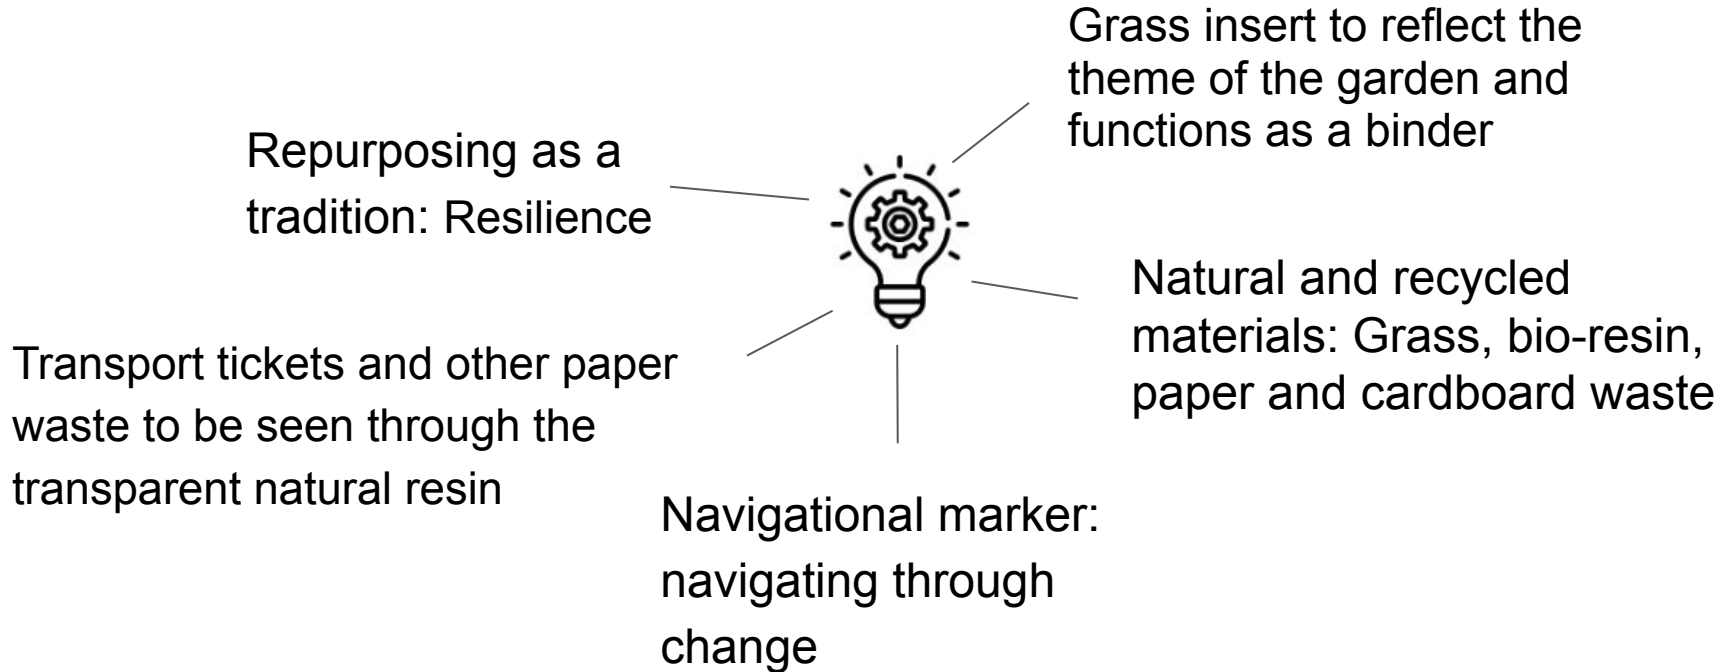 Grass insert to reflect the
theme of the garden and
functions as a binder
Repurposing as a
tradition: Resilience
Natural and recycled
materials: Grass, bio-resin,
paper and cardboard waste
Transport tickets and other paper
waste to be seen through the
transparent natural resin
Navigational marker:
navigating through
change